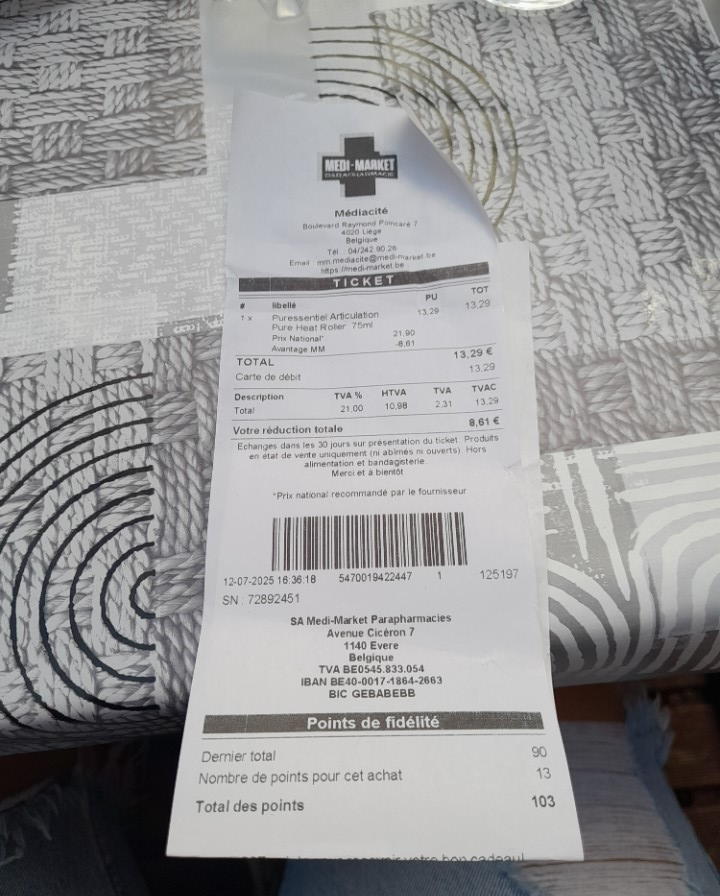 MEDI-MARKET
PARAPHARMACIE
Médiacité
Boulevard Raymond Poincaré 7
4020 Liège
Belgique
Tél : 04/242.90.26
Email : mm.mediacite@medi-market.be
https://medi-market.be
TICKET
# libellé PU TOT
1 x Puressentiel Articulation 13,29 13,29
Pure Heat Roller 75ml
Prix National* 21,90
Avantage MM -8,61
TOTAL 13,29 €
Carte de débit 13,29
Description TVA % HTVA TVA TVAC
Total 21,00 10,98 2,31 13,29
Votre réduction totale 8,61 €
Echanges dans les 30 jours sur présentation du ticket. Produits
en état de vente uniquement (ni abîmés ni ouverts). Hors
alimentation et bandagisterie.
Merci et à bientôt
*Prix national recommandé par le fournisseur
12-07-2025 16:36:18 5470019422447 1 125197
SN : 72892451
SA Medi-Market Parapharmacies
Avenue Cicéron 7
1140 Evere
Belgique
TVA BE0545.833.054
IBAN BE40-0017-1864-2663
BIC GEBABEBB
Points de fidélité
Dernier total 90
Nombre de points pour cet achat 13
Total des points 103
recevoir votre bon cadeau!